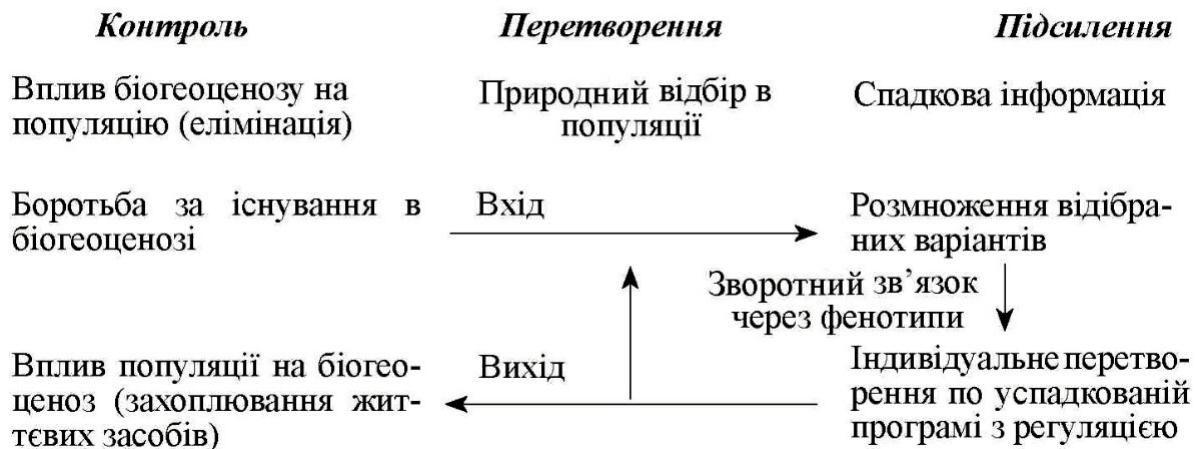 Контроль Перетворення Підсилення
Вплив біогеоценозу на
популяцію (елімінація)
Природний відбір в
популяції
Спадкова інформація
Боротьба за існування в
біогеоценозі
Вхід
Розмноження відібра-
них варіантів
Зворотний зв’язок
через фенотипи
Вплив популяції на біогео-
ценоз (захоплювання жит-
тєвих засобів)
Вихід
Індивідуальне перетво-
рення по успадкованій
програмі з регуляцією